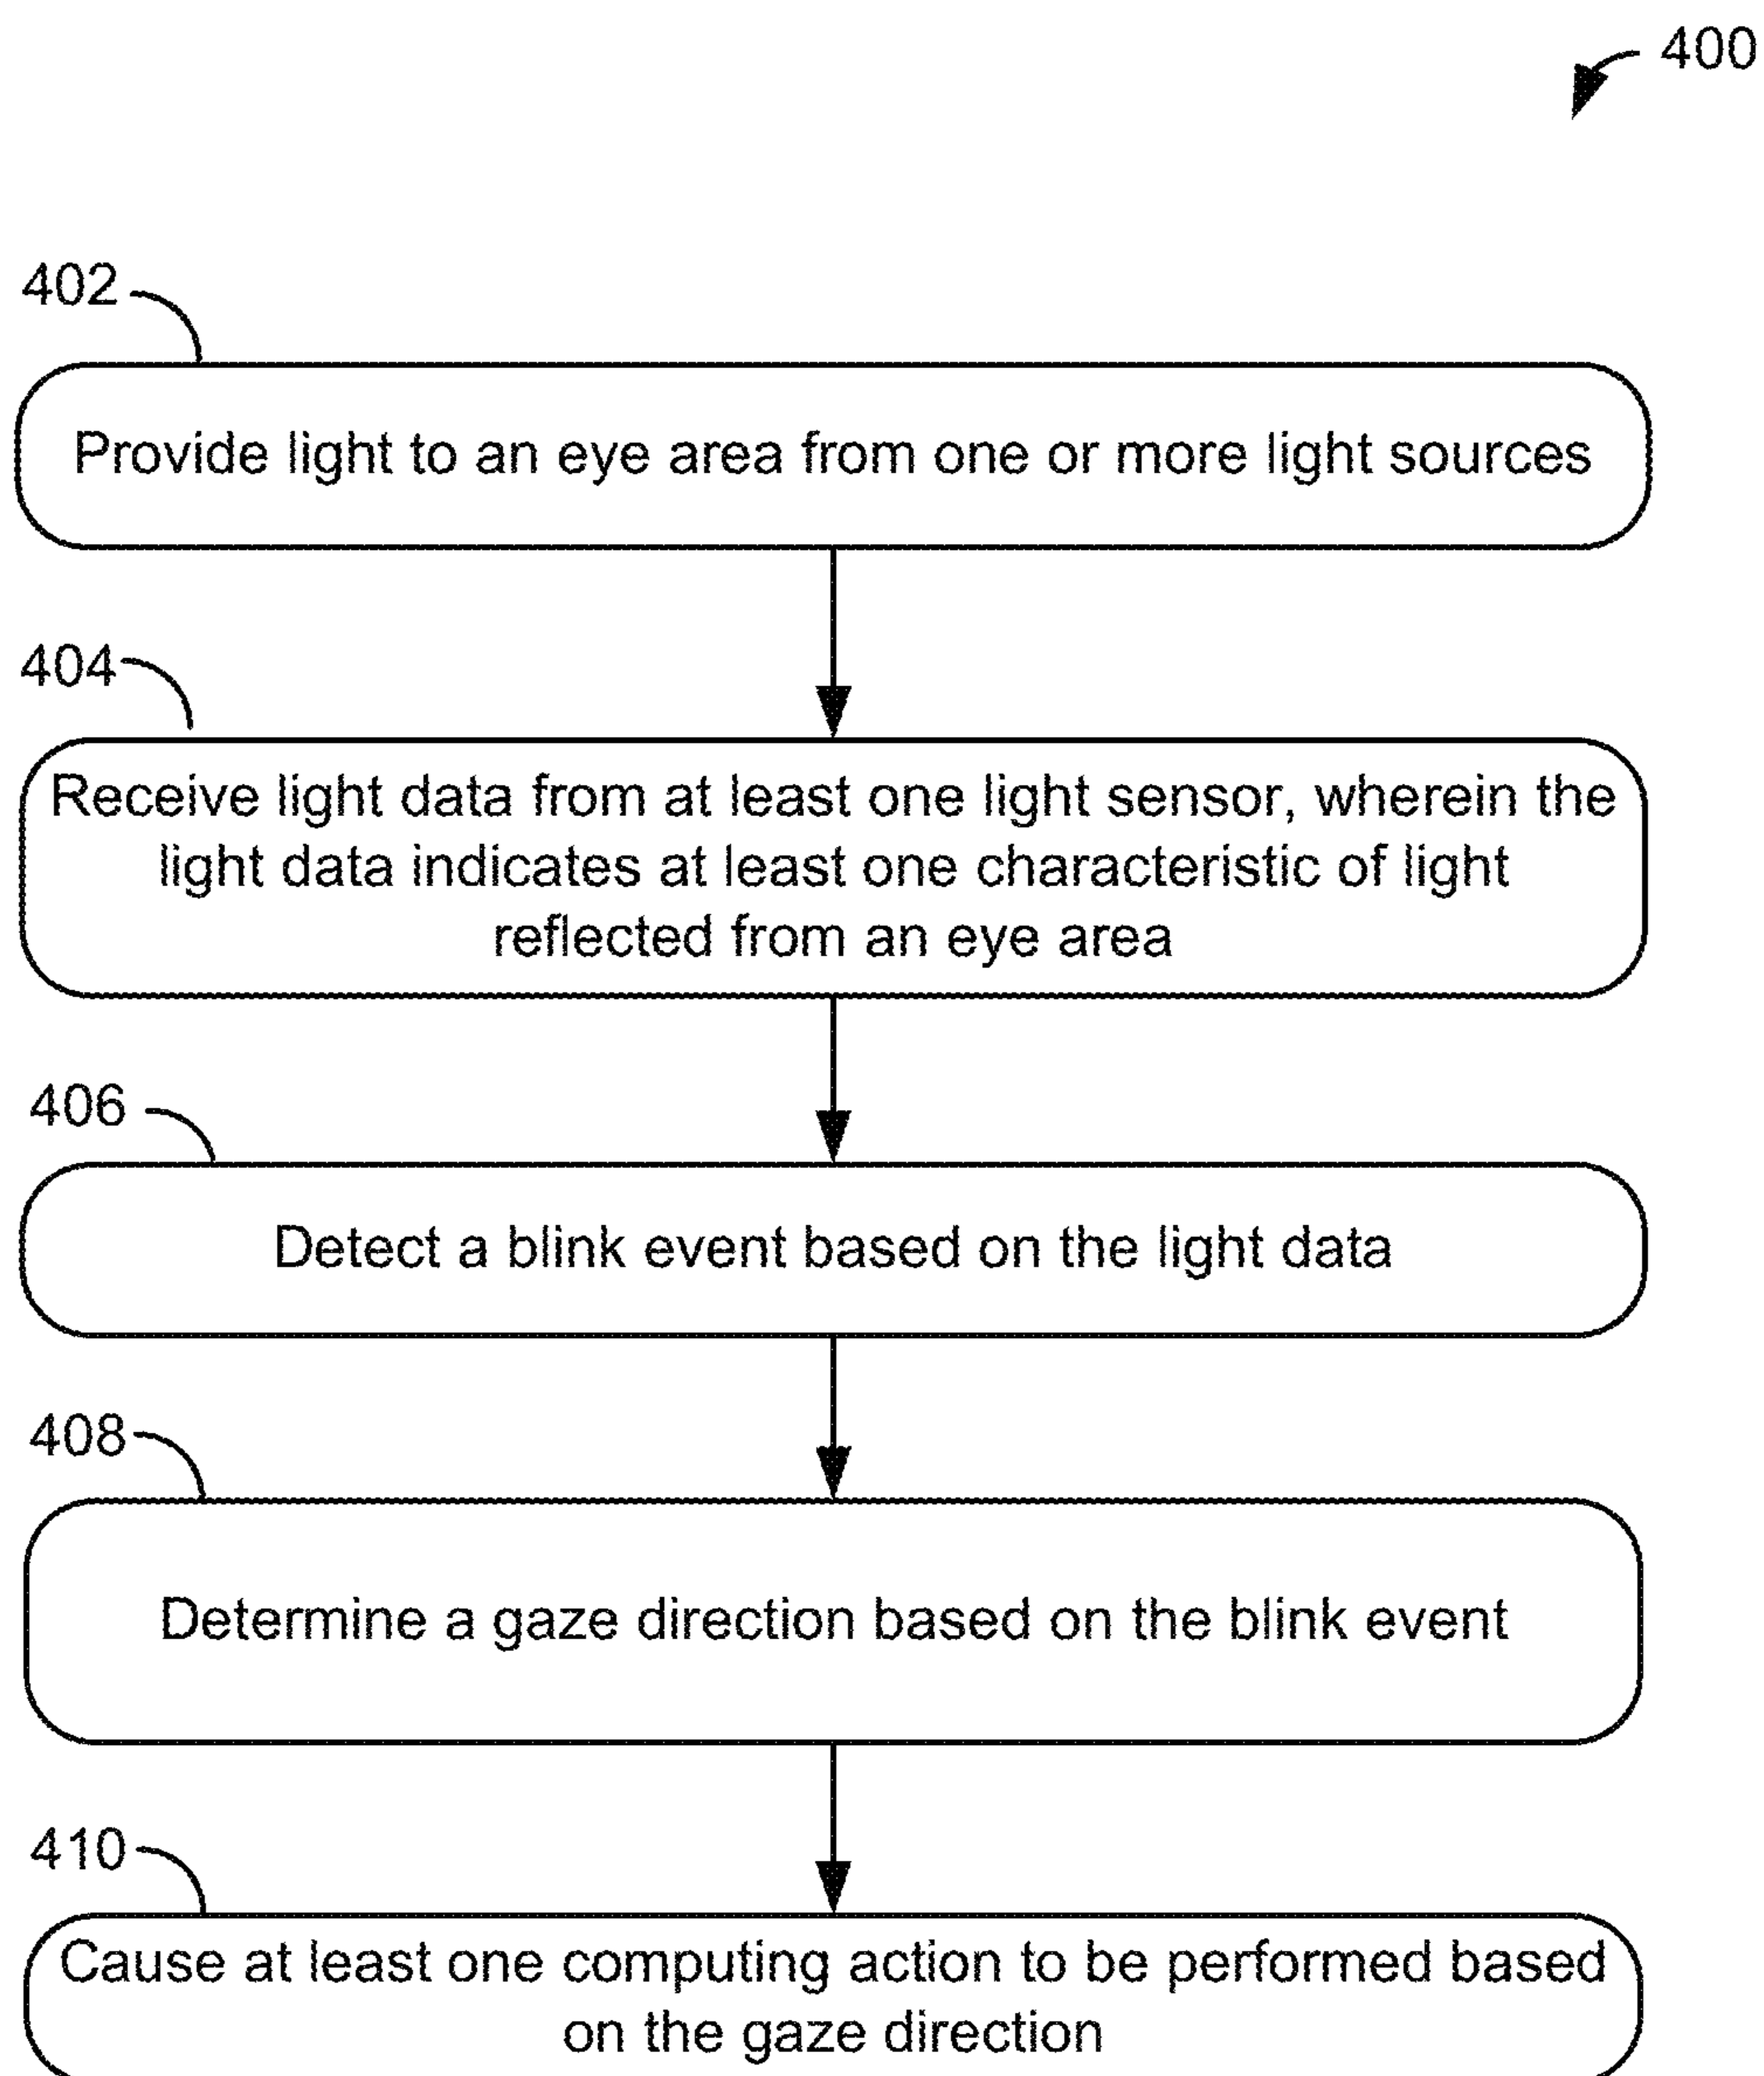 400
402
Provide light to an eye area from one or more light sources
404
Receive light data from at least one light sensor, wherein the
light data indicates at least one characteristic of light
reflected from an eye area
406
Detect a blink event based on the light data
408
Determine a gaze direction based on the blink event
410
Cause at least one computing action to be performed based
on the gaze direction